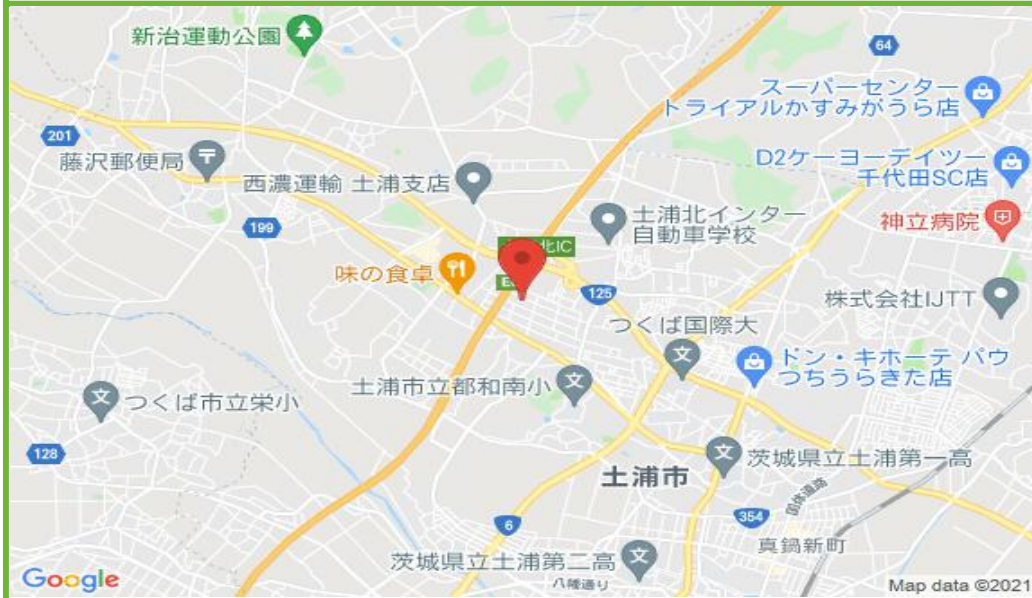 新治運動公園
64
スーパーセンター
トライアルかすみがうら店
201
藤沢郵便局
D2ケーヨーデイツー
千代田SC店
西濃運輸 土浦支店
神立病院
199
土浦北インター
自動車学校
北IC
味の食卓
125
株式会社IJTT
つくば国際大
ドン・キホーテ パウ
つちうらきた店
土浦市立都和南小
つくば市立栄小
128
茨城県立土浦第一高
土浦市
国体道路
354
6
真鍋新町
茨城県立土浦第二高
八幡通り
Google
Map data ©2021